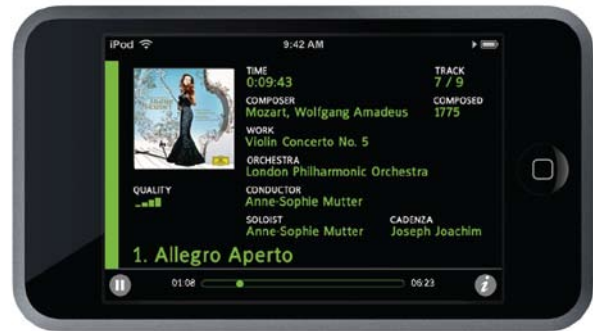 iPod 9:42 AM
TIME TRACK
0:09:43 7 / 9
COMPOSER COMPOSED
Mozart, Wolfgang Amadeus 1775
WORK
Violin Concerto No. 5
ORCHESTRA
London Philharmonic Orchestra
QUALITY CONDUCTOR
Anne-Sophie Mutter
SOLOIST CADENZA
Anne-Sophie Mutter Joseph Joachim
1. Allegro Aperto
01:08 06:23
i